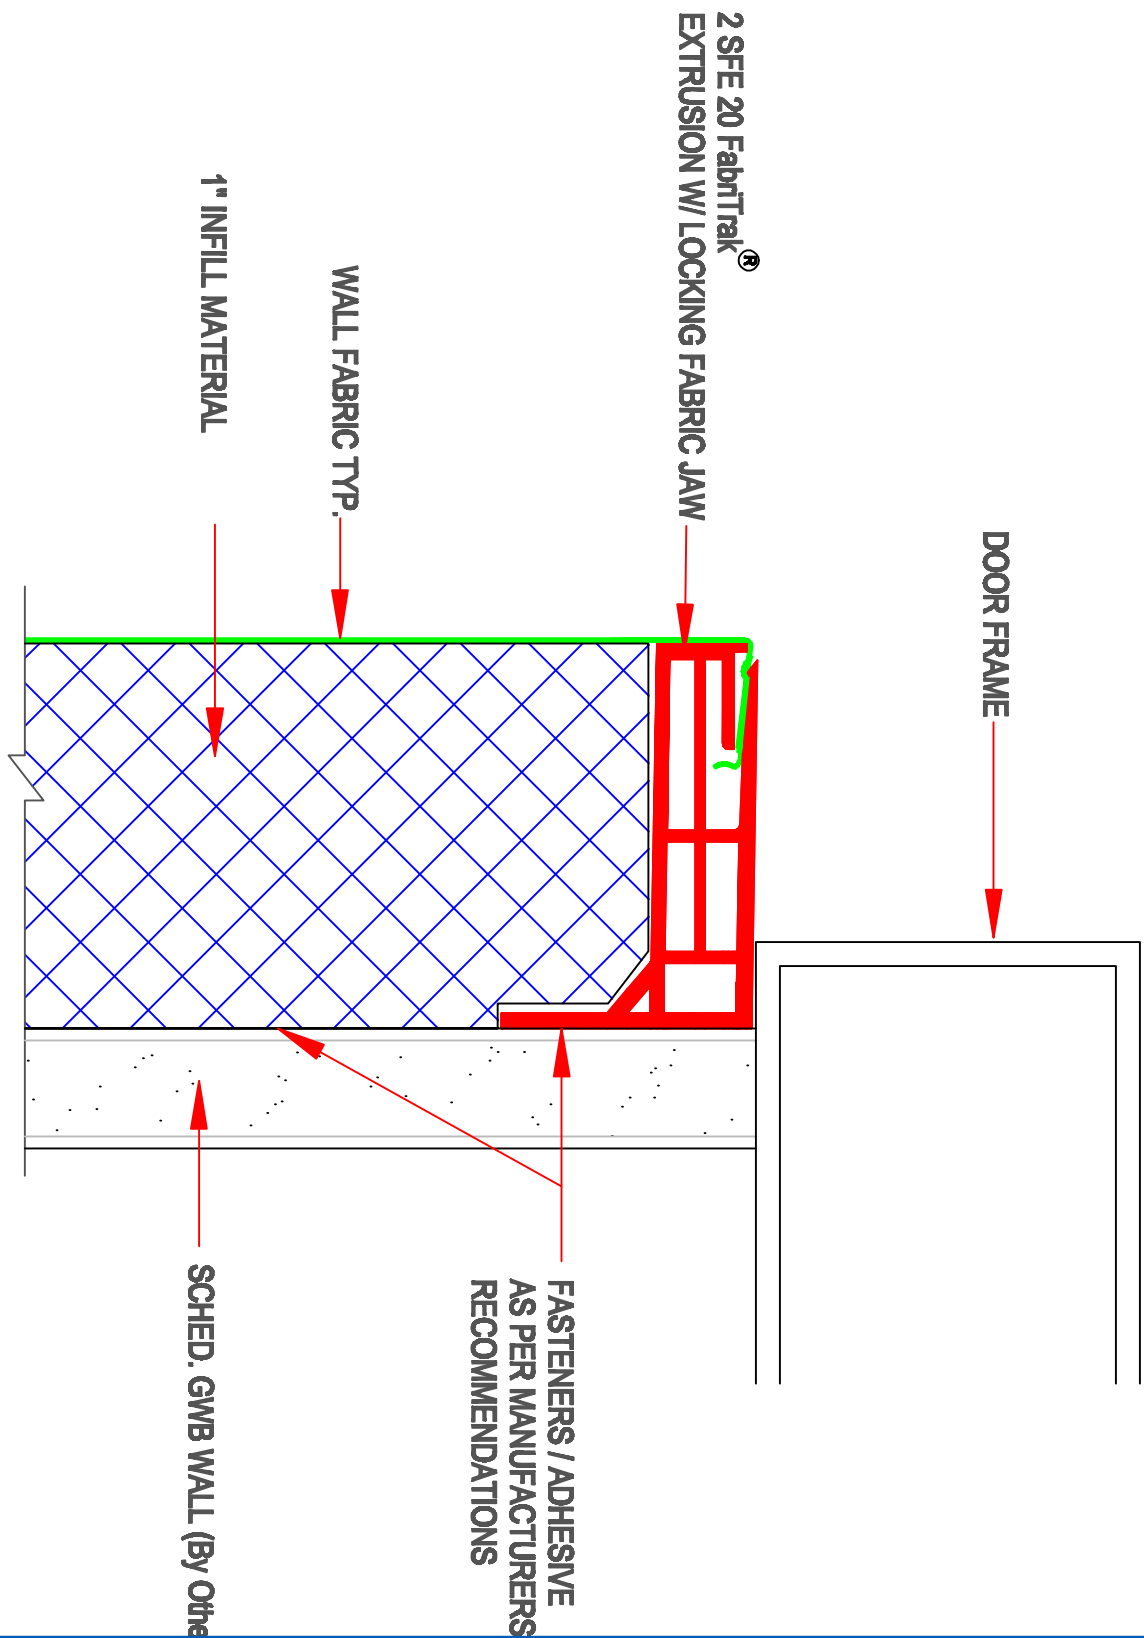 2 SFE 20 FabriTrak®
EXTRUSION W/ LOCKING FABRIC JAW
DOOR FRAME
WALL FABRIC TYP.
1" INFILL MATERIAL
FASTENERS / ADHESIVE
AS PER MANUFACTURERS
RECOMMENDATIONS
SCHED. GWB WALL (By Othe